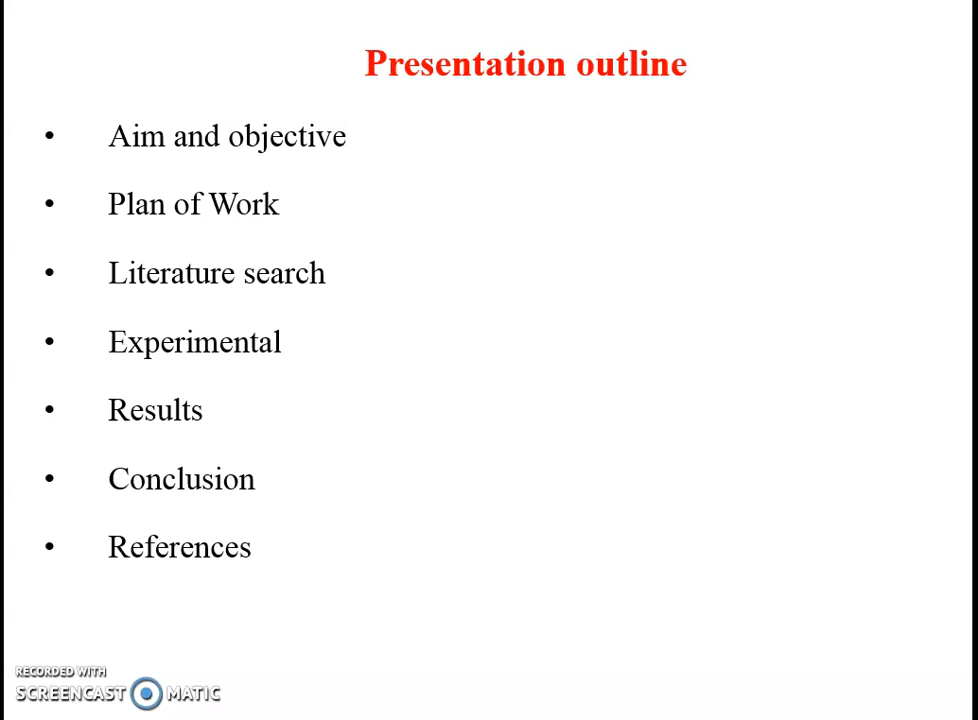 Presentation outline
• Aim and objective
• Plan of Work
• Literature search
• Experimental
• Results
• Conclusion
• References
RECORDED WITH
SCREENCAST MATIC